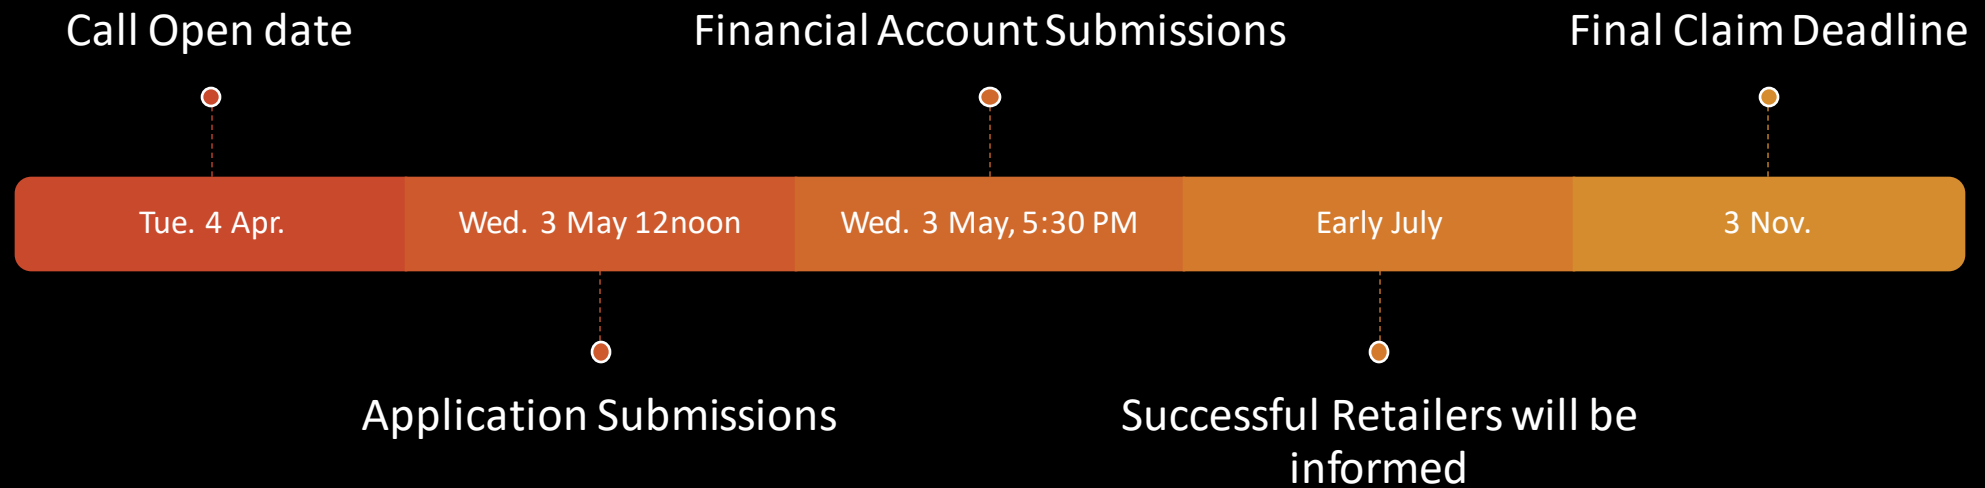 Call Open date
Financial Account Submissions
Final Claim Deadline
Tue. 4 Apr.
Wed. 3 May 12noon
Wed. 3 May, 5:30 PM
Early July
3 Nov.
Application Submissions
Successful Retailers will be
informed